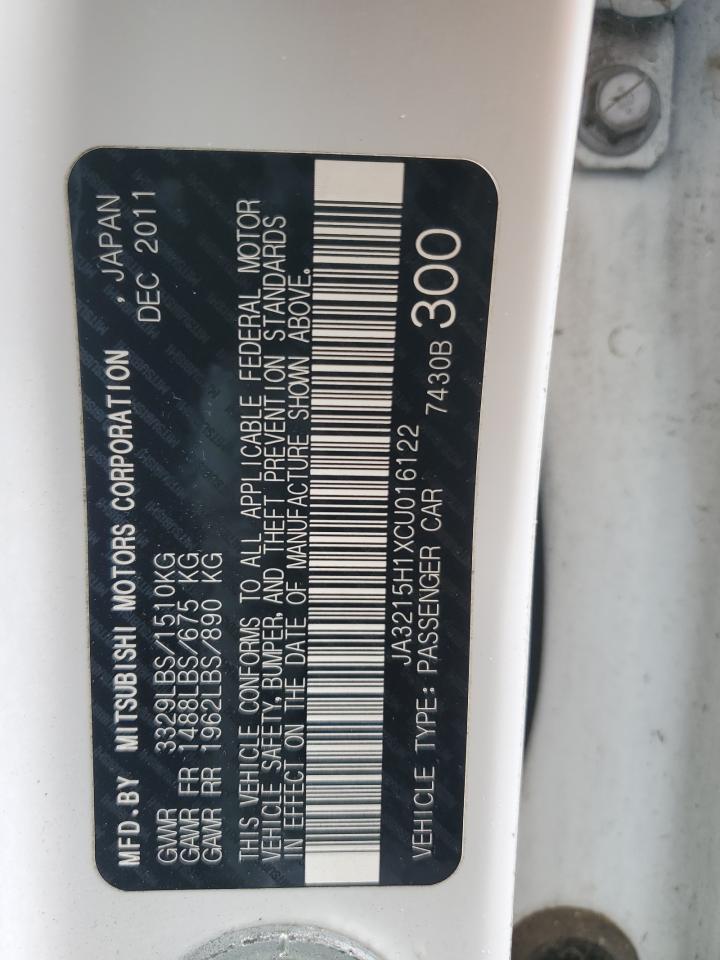 MFD.BY MITSUBISHI MOTORS CORPORATION , JAPAN
GWR 3329LBS/1510KG DEC 2011
GAWR FR 1488LBS/675 KG
GAWR RR 1962LBS/890 KG
THIS VEHICLE CONFORMS TO ALL APPLICABLE FEDERAL MOTOR
VEHICLE SAFETY, BUMPER, AND THEFT PREVENTION STANDARDS
IN EFFECT ON THE DATE OF MANUFACTURE SHOWN ABOVE.
JA3215H1XCU016122
VEHICLE TYPE: PASSENGER CAR 7430B 300